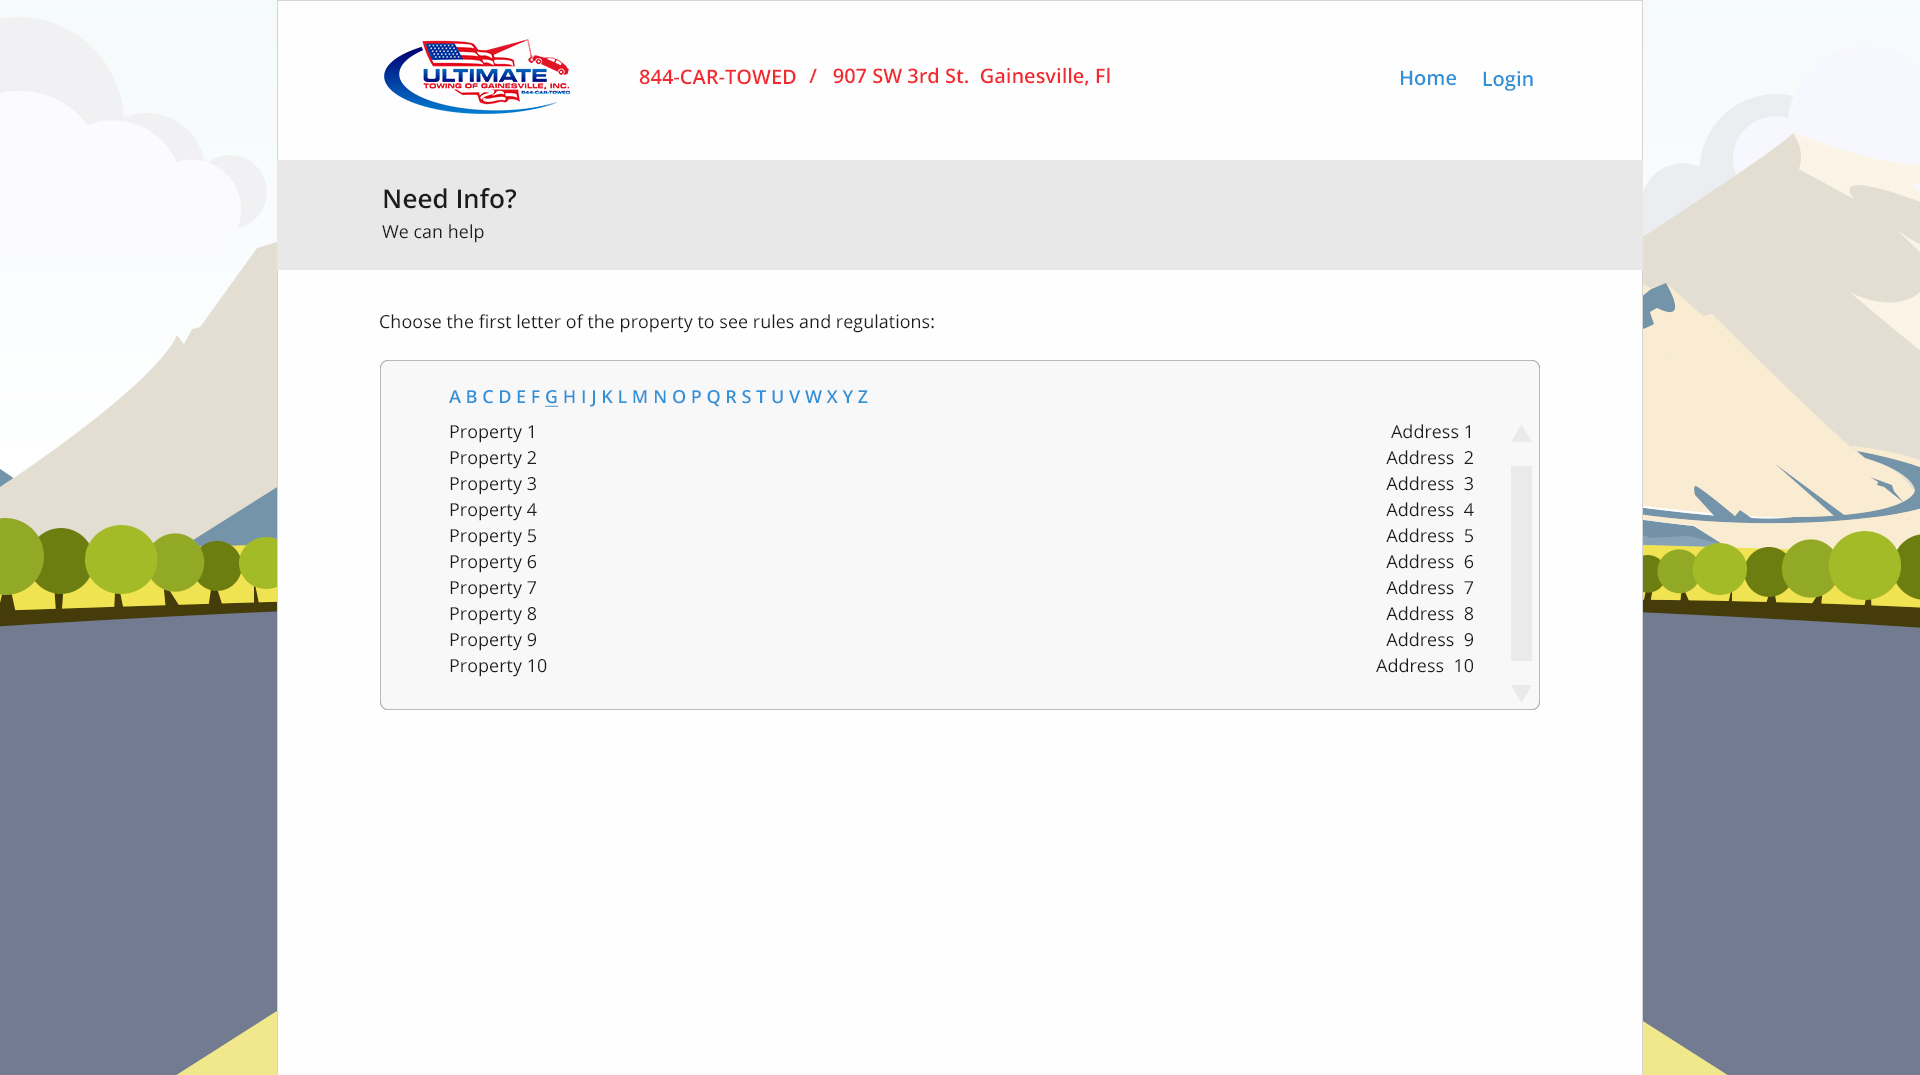 ULTIMATE
TOWING OF GAINESVILLE, INC.
844-CAR-TOWED
844-CAR-TOWED / 907 SW 3rd St. Gainesville, Fl
Home Login
Need Info?
We can help
Choose the first letter of the property to see rules and regulations:
A B C D E F G H I J K L M N O P Q R S T U V W X Y Z
Property 1 Address 1
Property 2 Address 2
Property 3 Address 3
Property 4 Address 4
Property 5 Address 5
Property 6 Address 6
Property 7 Address 7
Property 8 Address 8
Property 9 Address 9
Property 10 Address 10